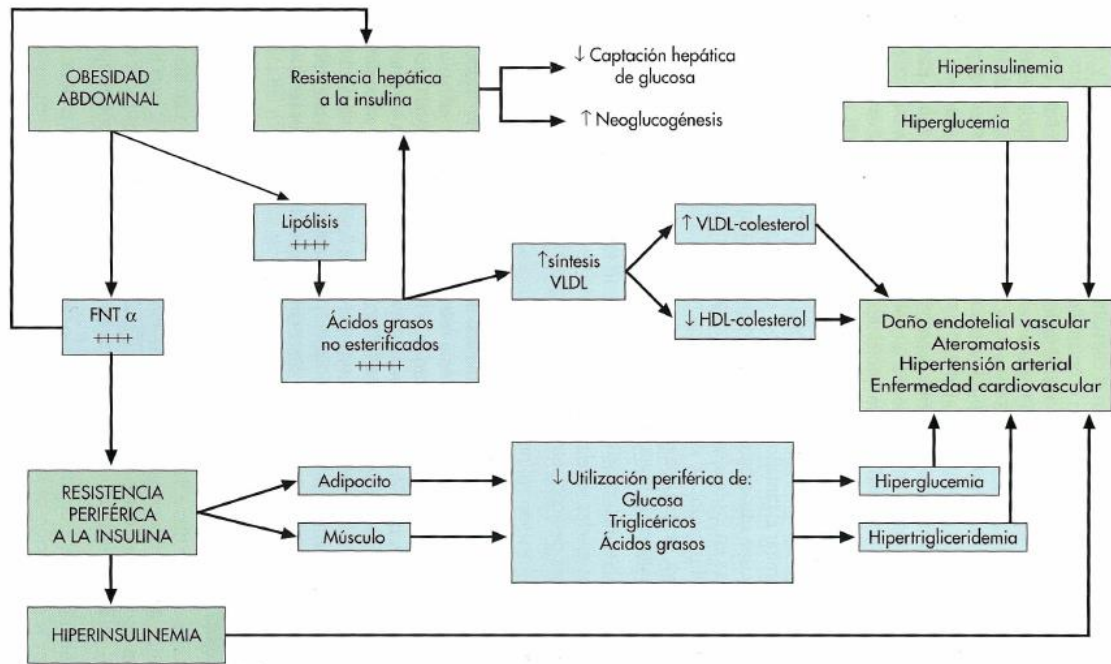 OBESIDAD
ABDOMINAL
Resistencia hepática
a la insulina
↓ Captación hepática
de glucosa
↑ Neoglucogénesis
Hiperinsulinemia
Hiperglucemia
Lipólisis
++++
FNT α
++++
Ácidos grasos
no esterificados
+++++
↑síntesis
VLDL
↑ VLDL-colesterol
↓ HDL-colesterol
Daño endotelial vascular
Ateromatosis
Hipertensión arterial
Enfermedad cardiovascular
RESISTENCIA
PERIFÉRICA
A LA INSULINA
Adipocito
Músculo
↓ Utilización periférica de:
Glucosa
Triglicéricos
Ácidos grasos
Hiperglucemia
Hipertrigliceridemia
HIPERINSULINEMIA